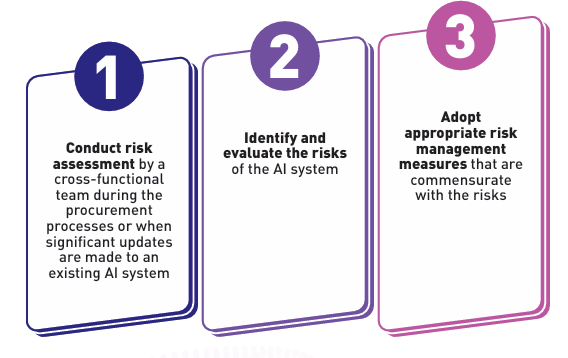 1
Conduct risk
assessment by a
cross-functional
team during the
procurement
processes or when
significant updates
are made to an
existing AI system
2
Identify and
evaluate the risks
of the AI system
3
Adopt
appropriate risk
management
measures that are
commensurate
with the risks